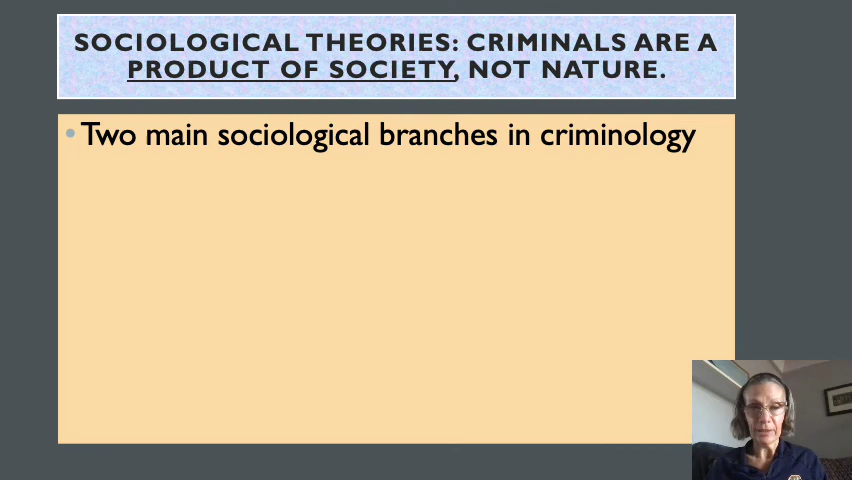 SOCIOLOGICAL THEORIES: CRIMINALS ARE A
PRODUCT OF SOCIETY, NOT NATURE.
• Two main sociological branches in criminology